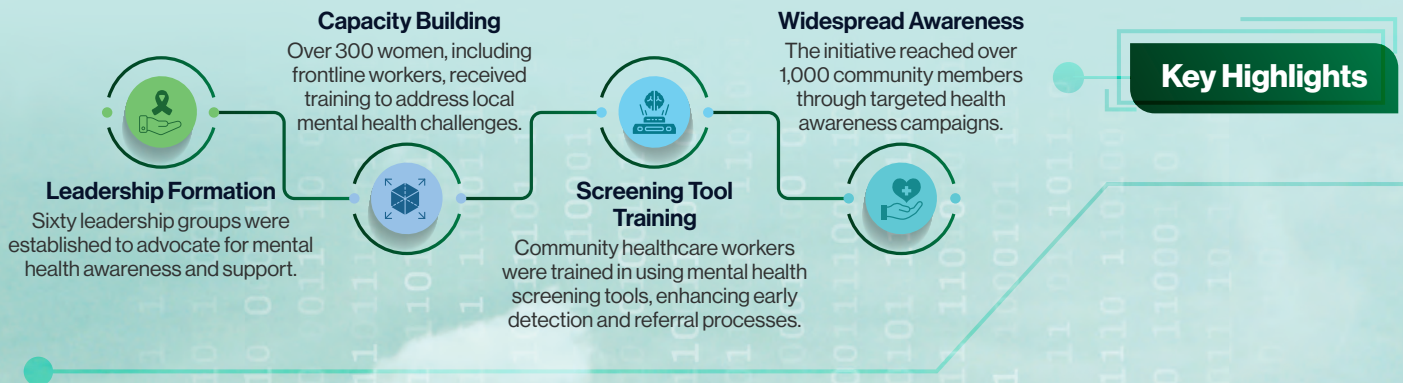 Key Highlights
Leadership Formation
Sixty leadership groups were
established to advocate for mental
health awareness and support.
Capacity Building
Over 300 women, including
frontline workers, received
training to address local
mental health challenges.
Screening Tool
Training
Community healthcare workers
were trained in using mental health
screening tools, enhancing early
detection and referral processes.
Widespread Awareness
The initiative reached over
1,000 community members
through targeted health
awareness campaigns.